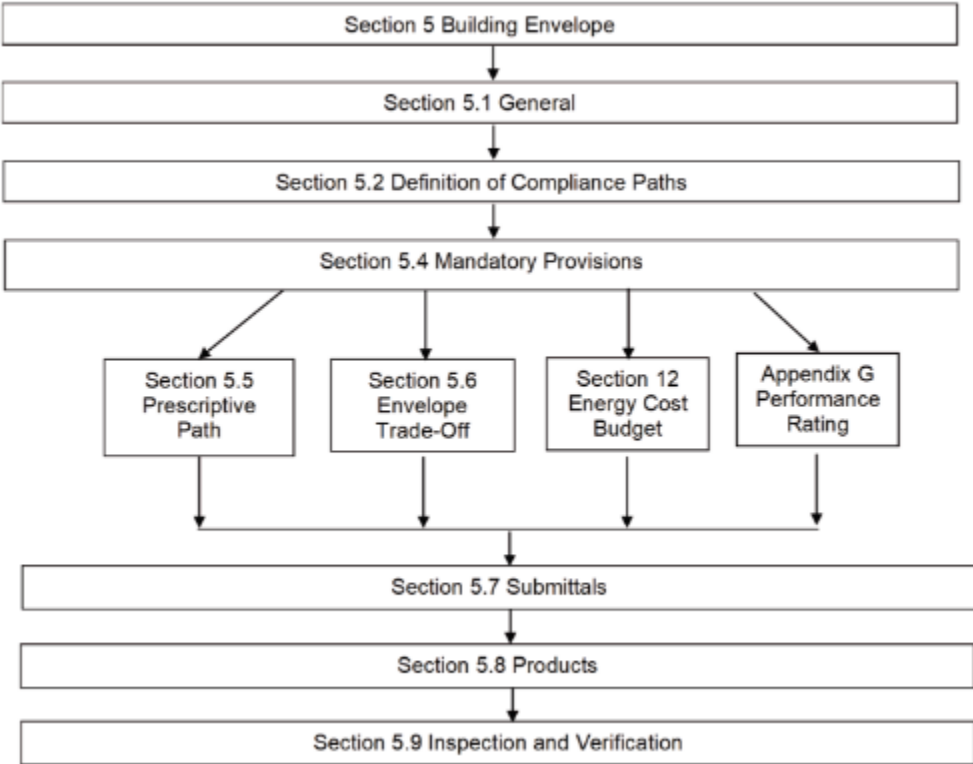 Section 5 Building Envelope
Section 5.1 General
Section 5.2 Definition of Compliance Paths
Section 5.4 Mandatory Provisions
Section 5.5
Prescriptive
Path
Section 5.6
Envelope
Trade-Off
Section 12
Energy Cost
Budget
Appendix G
Performance
Rating
Section 5.7 Submittals
Section 5.8 Products
Section 5.9 Inspection and Verification